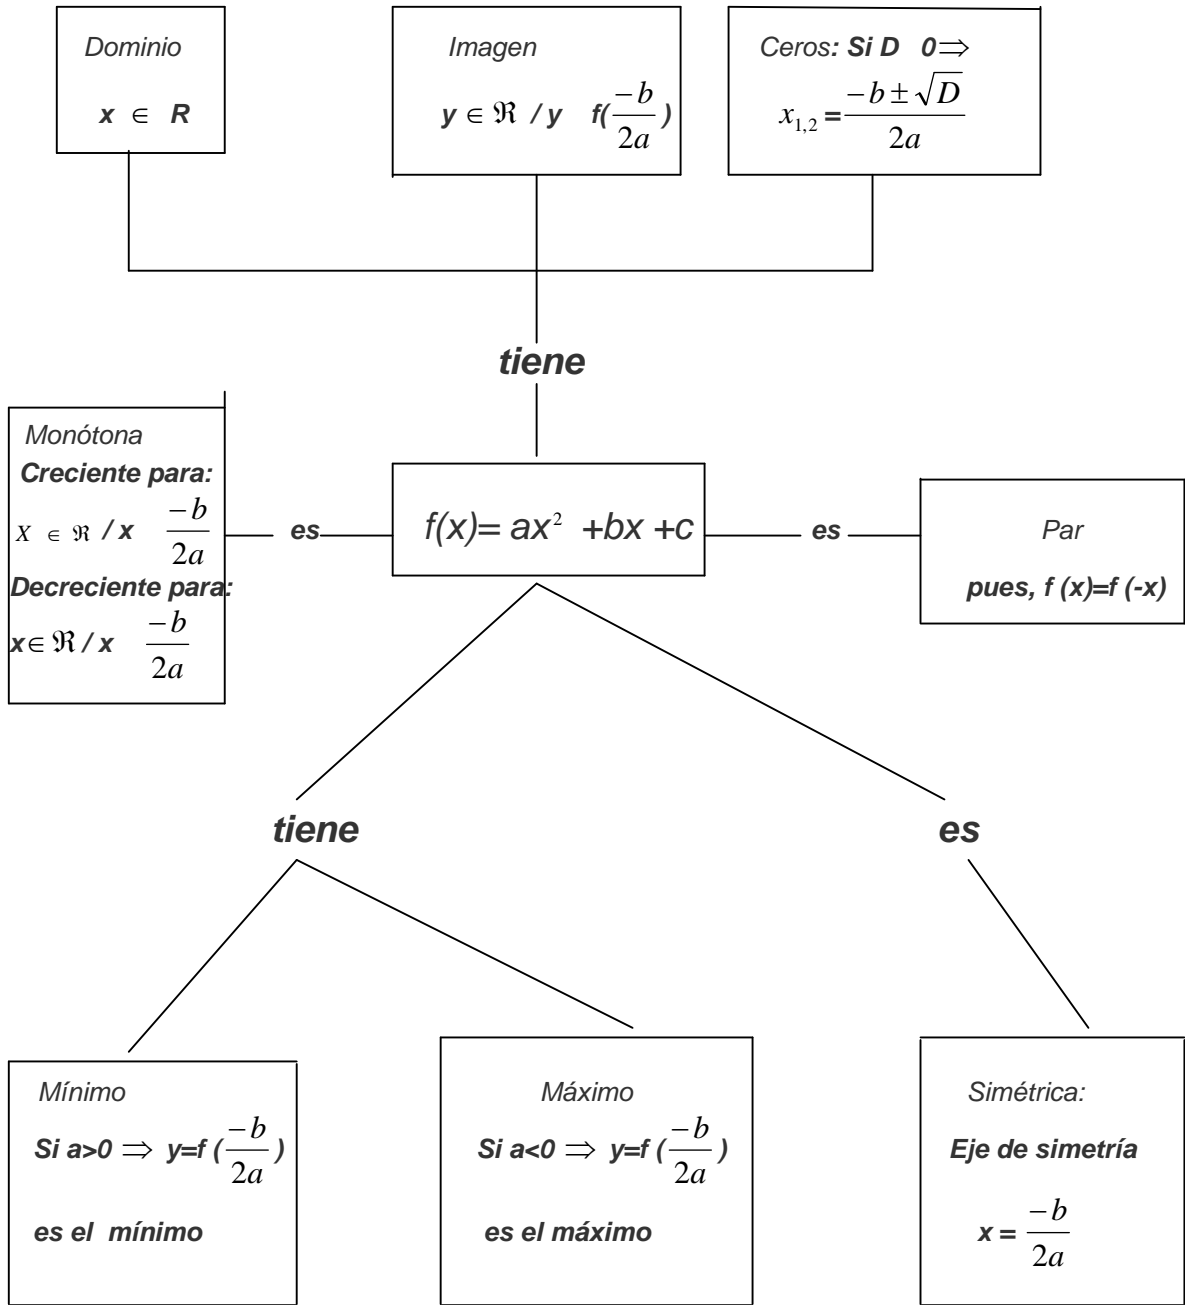 Dominio
x ∈ R
Imagen
y ∈ ℜ / y f(-b/2a)
Ceros: Si D 0⇒
x1,2 = (-b ± √D)/2a
tiene
Monótona
Creciente para:
X ∈ ℜ / x -b/2a
Decreciente para:
x ∈ ℜ / x -b/2a
es
f(x)= ax² +bx +c
es
Par
pues, f (x)=f (-x)
tiene
es
Mínimo
Si a>0 ⇒ y=f (-b/2a)
es el mínimo
Máximo
Si a<0 ⇒ y=f (-b/2a)
es el máximo
Simétrica:
Eje de simetría
x = -b/2a